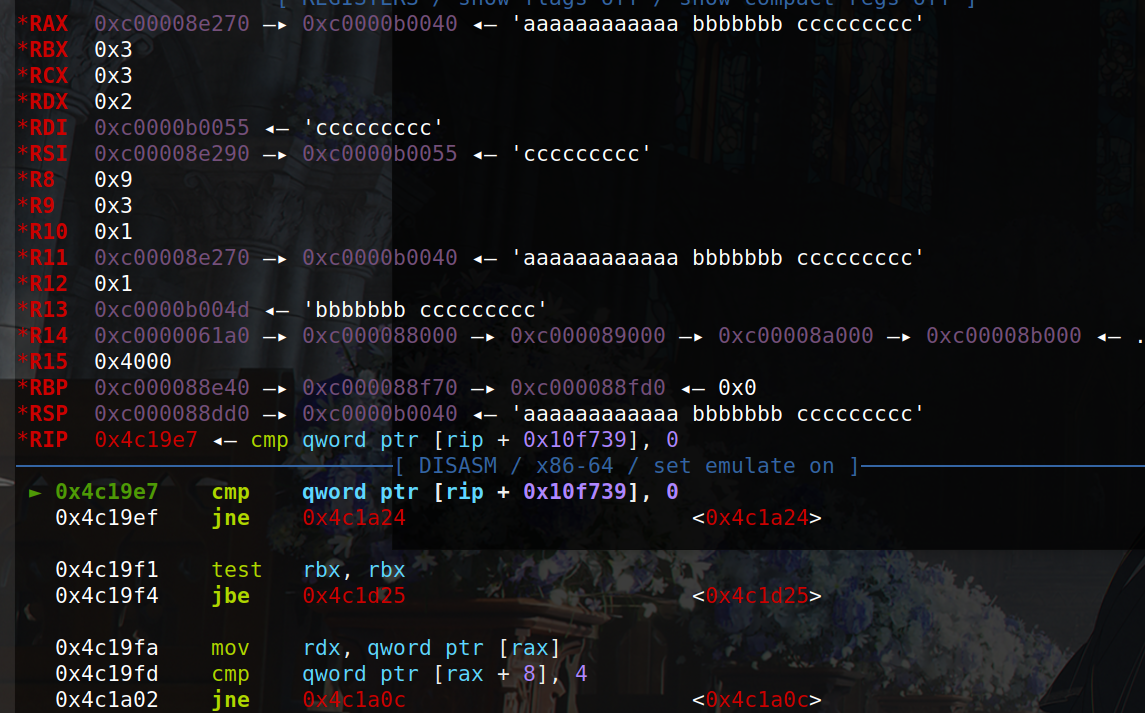 [ REGISTERS / show-flags off / show-compact-regs off ]
*RAX  0xc00008e270 —▸ 0xc0000b0040 ◂— 'aaaaaaaaaaaa bbbbbbb ccccccccc'
*RBX  0x3
*RCX  0x3
*RDX  0x2
*RDI  0xc0000b0055 ◂— 'ccccccccc'
*RSI  0xc00008e290 —▸ 0xc0000b0055 ◂— 'ccccccccc'
*R8   0x9
*R9   0x3
*R10  0x1
*R11  0xc00008e270 —▸ 0xc0000b0040 ◂— 'aaaaaaaaaaaa bbbbbbb ccccccccc'
*R12  0x1
*R13  0xc0000b004d ◂— 'bbbbbbb ccccccccc'
*R14  0xc0000061a0 —▸ 0xc000088000 —▸ 0xc000089000 —▸ 0xc00008a000 —▸ 0xc00008b000 ◂— .
*R15  0x4000
*RBP  0xc000088e40 —▸ 0xc000088f70 —▸ 0xc000088fd0 ◂— 0x0
*RSP  0xc000088dd0 —▸ 0xc0000b0040 ◂— 'aaaaaaaaaaaa bbbbbbb ccccccccc'
*RIP  0x4c19e7 ◂— cmp qword ptr [rip + 0x10f739], 0
[ DISASM / x86-64 / set emulate on ]
► 0x4c19e7    cmp    qword ptr [rip + 0x10f739], 0
0x4c19ef    jne    0x4c1a24                      <0x4c1a24>
0x4c19f1    test   rbx, rbx
0x4c19f4    jbe    0x4c1d25                      <0x4c1d25>
0x4c19fa    mov    rdx, qword ptr [rax]
0x4c19fd    cmp    qword ptr [rax + 8], 4
0x4c1a02    jne    0x4c1a0c                      <0x4c1a0c>